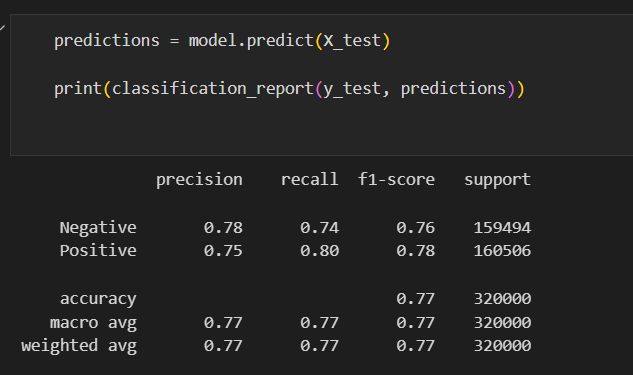 predictions = model.predict(X_test)
print(classification_report(y_test, predictions))
precision recall f1-score support
Negative 0.78 0.74 0.76 159494
Positive 0.75 0.80 0.78 160506
accuracy 0.77 320000
macro avg 0.77 0.77 0.77 320000
weighted avg 0.77 0.77 0.77 320000